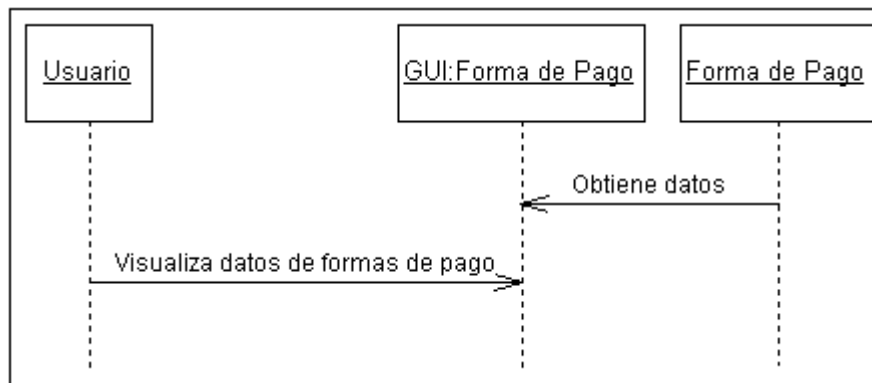 Usuario
GUI:Forma de Pago
Forma de Pago
Obtiene datos
Visualiza datos de formas de pago